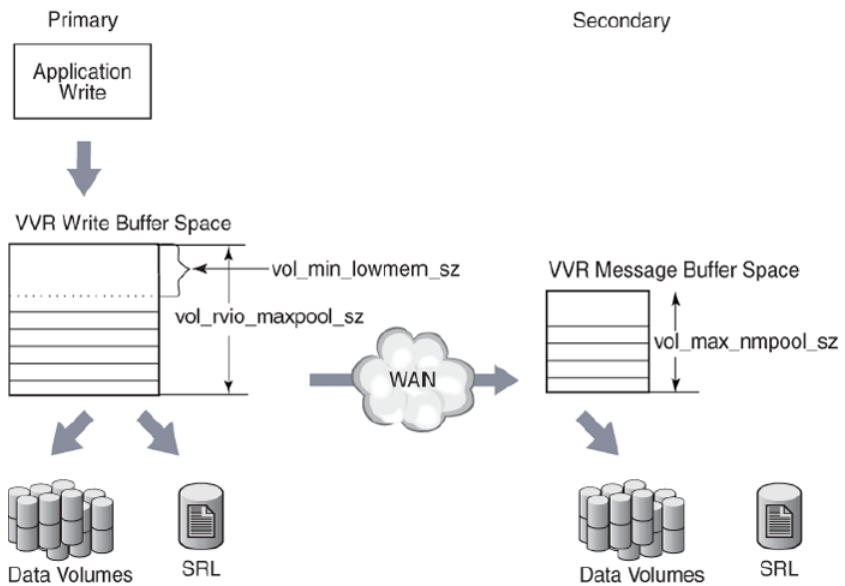 Primary
Secondary
Application
Write
VVR Write Buffer Space
vol_min_lowmem_sz
VVR Message Buffer Space
vol_rvio_maxpool_sz
vol_max_nmpool_sz
WAN
Data Volumes
SRL
Data Volumes
SRL